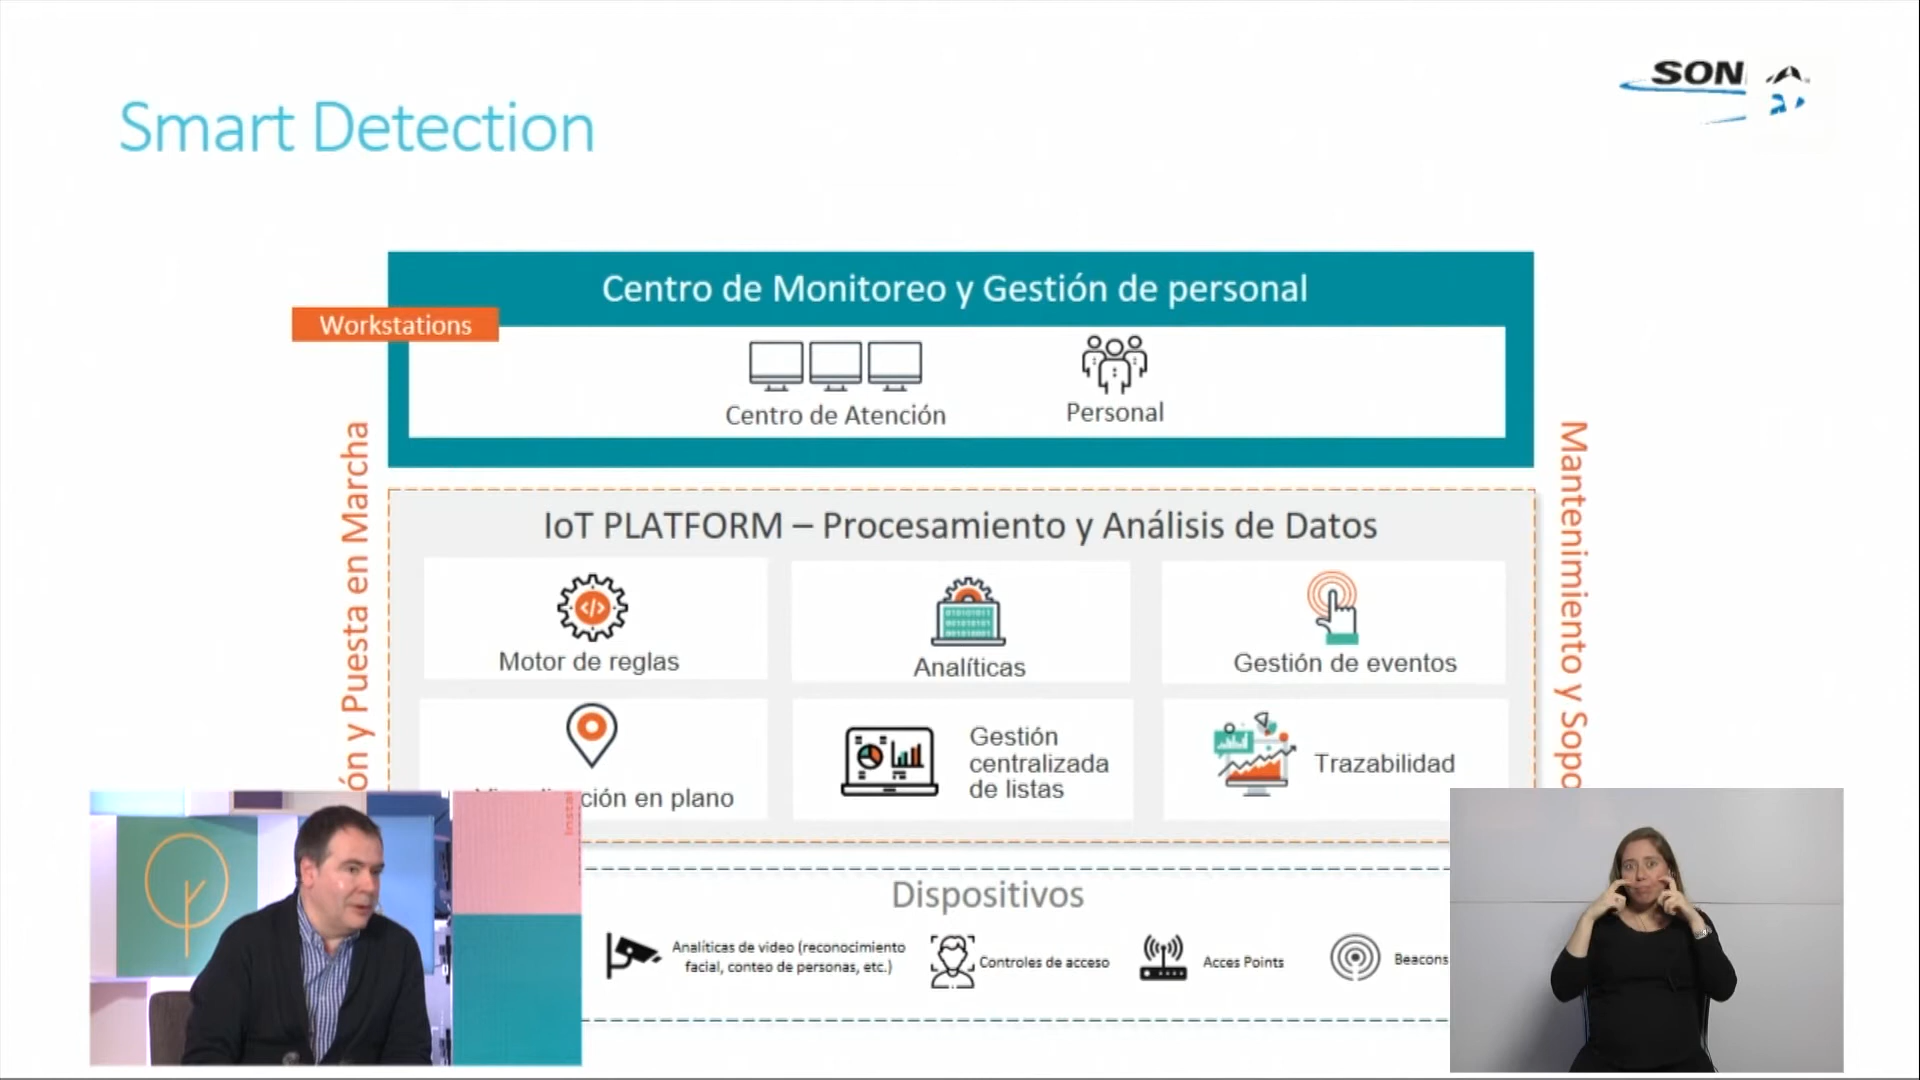 SON
Smart Detection
Centro de Monitoreo y Gestión de personal
Workstations
Centro de Atención
Personal
ón y Puesta en Marcha
Mantenimiento y Sopo
IoT PLATFORM – Procesamiento y Análisis de Datos
Motor de reglas
Analíticas
Gestión de eventos
ción en plano
Gestión
centralizada
de listas
Trazabilidad
Insta
Dispositivos
Analíticas de video (reconocimiento
facial, conteo de personas, etc.)
Controles de acceso
Acces Points
Beacons